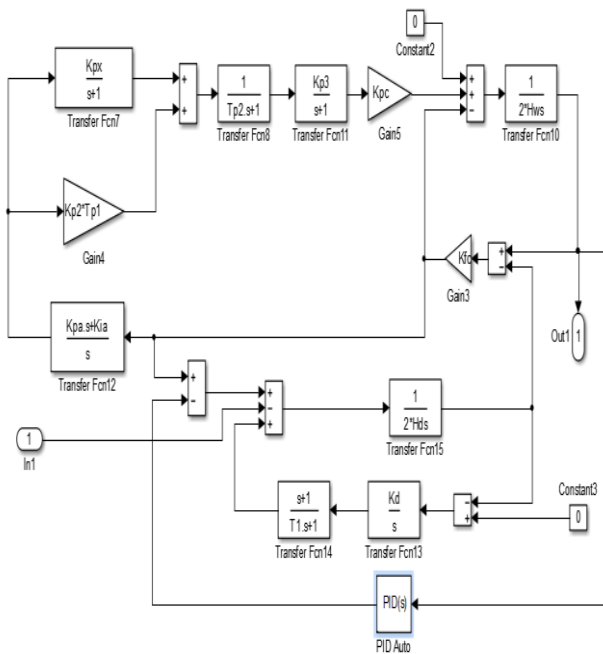 0
Constant2
Kpx
s+1
Transfer Fcn7
+
+
1
Tp2.s+1
Transfer Fcn8
Kp3
s+1
Transfer Fcn11
Kpc
Gain5
+
+
−
1
2*Hws
Transfer Fcn10
Kp2*Tp1
Gain4
Kfc
Gain3
+
−
Out1
1
Kpa.s+Kia
s
Transfer Fcn12
+
−
+
−
+
1
2*Hds
Transfer Fcn15
1
In1
s+1
T1.s+1
Transfer Fcn14
Kd
s
Transfer Fcn13
−
+
Constant3
0
PID(s)
PID Auto